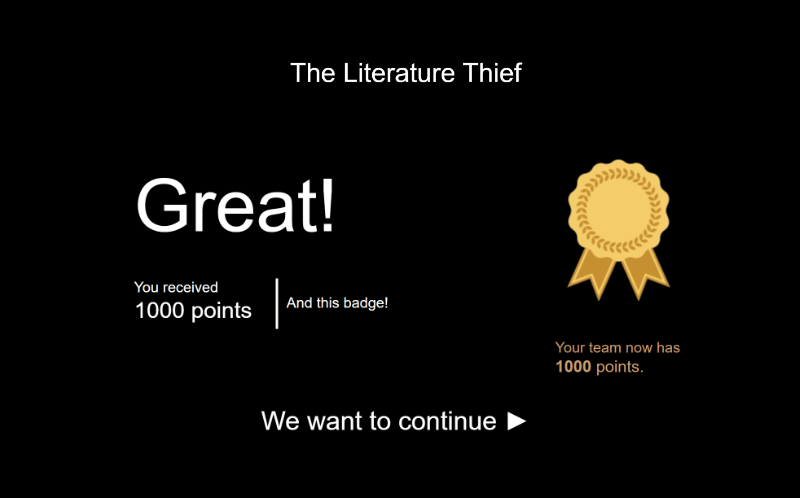 The Literature Thief
Great!
You received
1000 points
And this badge!
Your team now has
1000 points.
We want to continue ►